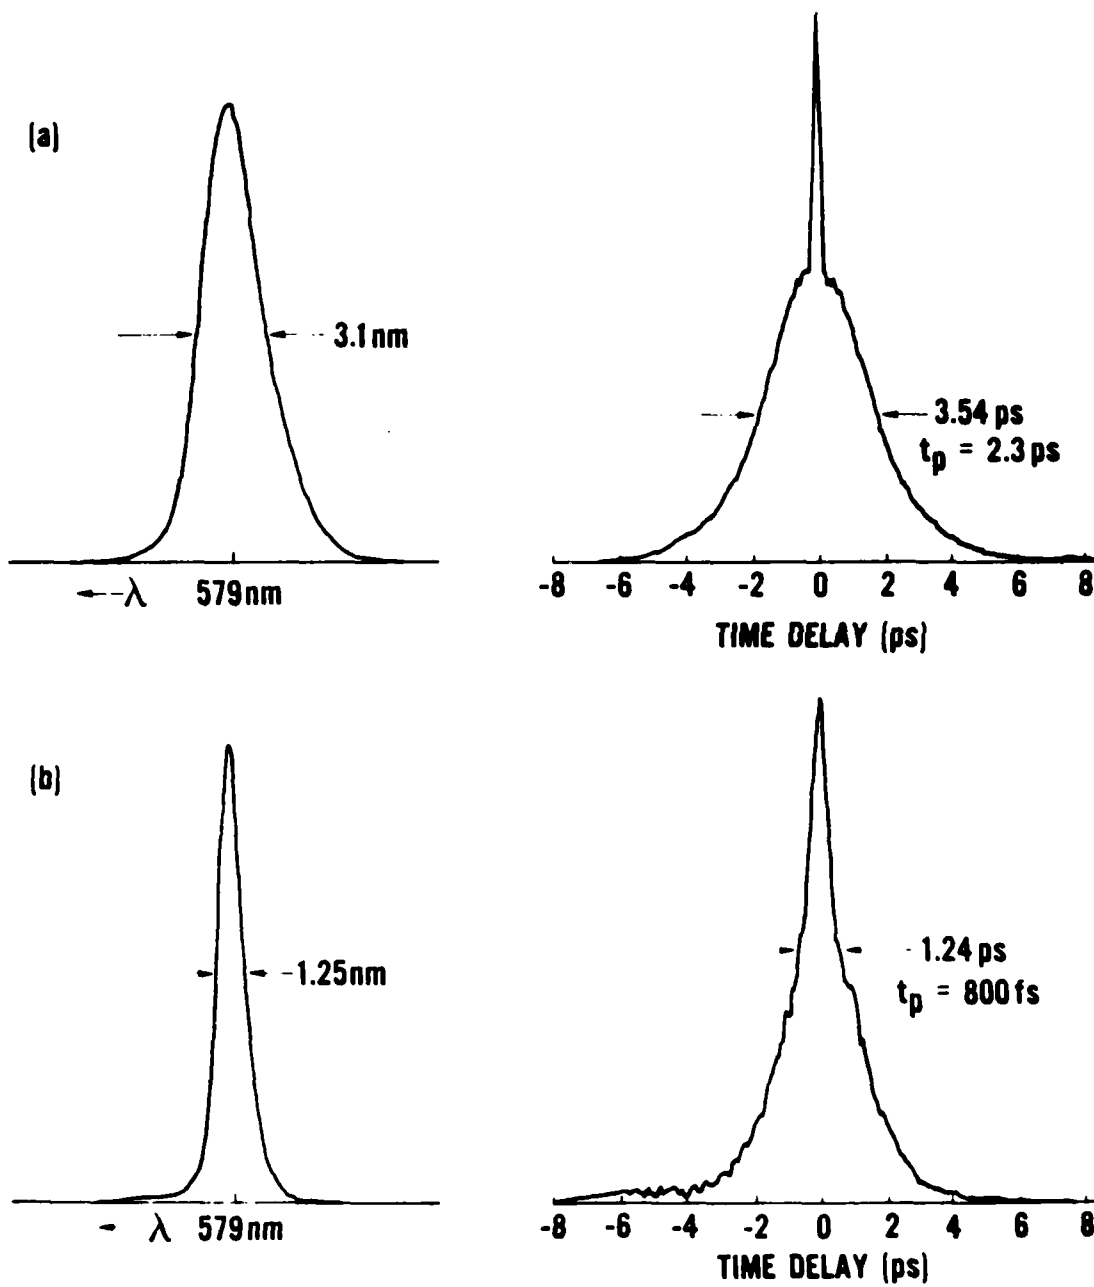 (a)
3.1nm
3.54 ps
tp = 2.3 ps
←λ 579nm
-8 -6 -4 -2 0 2 4 6 8
TIME DELAY (ps)
(b)
1.25nm
1.24 ps
tp = 800 fs
← λ 579nm
-8 -6 -4 -2 0 2 4 6 8
TIME DELAY (ps)